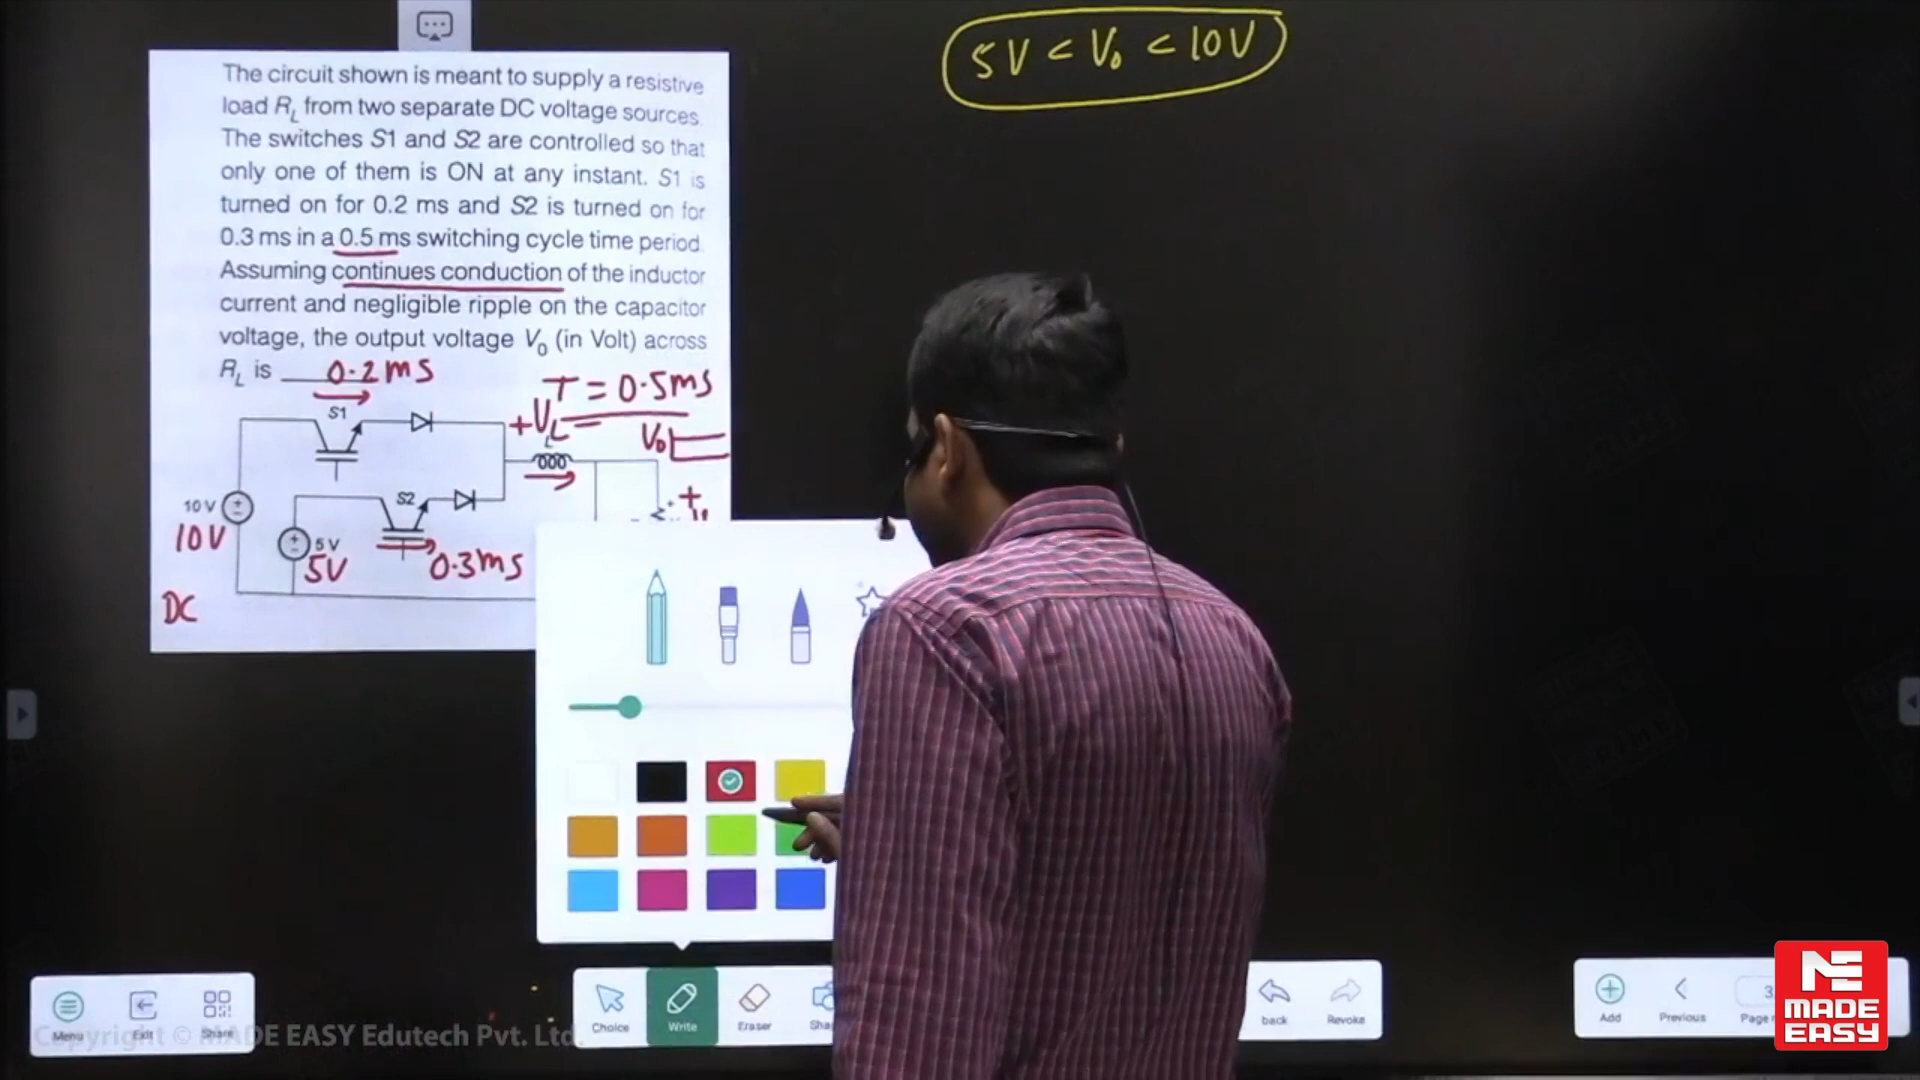 5V < V₀ < 10V
The circuit shown is meant to supply a resistive
load R_L from two separate DC voltage sources.
The switches S1 and S2 are controlled so that
only one of them is ON at any instant. S1 is
turned on for 0.2 ms and S2 is turned on for
0.3 ms in a 0.5 ms switching cycle time period.
Assuming continues conduction of the inductor
current and negligible ripple on the capacitor
voltage, the output voltage V₀ (in Volt) across
R_L is ____ 0.2ms
T = 0.5ms
S1
+V_L−
L
V₀
S2
10 V
10V
5 V
5V
0.3ms
+
DC
Menu
Exit
Share
Choice
Write
Eraser
back
Revoke
Add
Previous
Page
Copyright © MADE EASY Edutech Pvt. Ltd.
ME
MADE
EASY